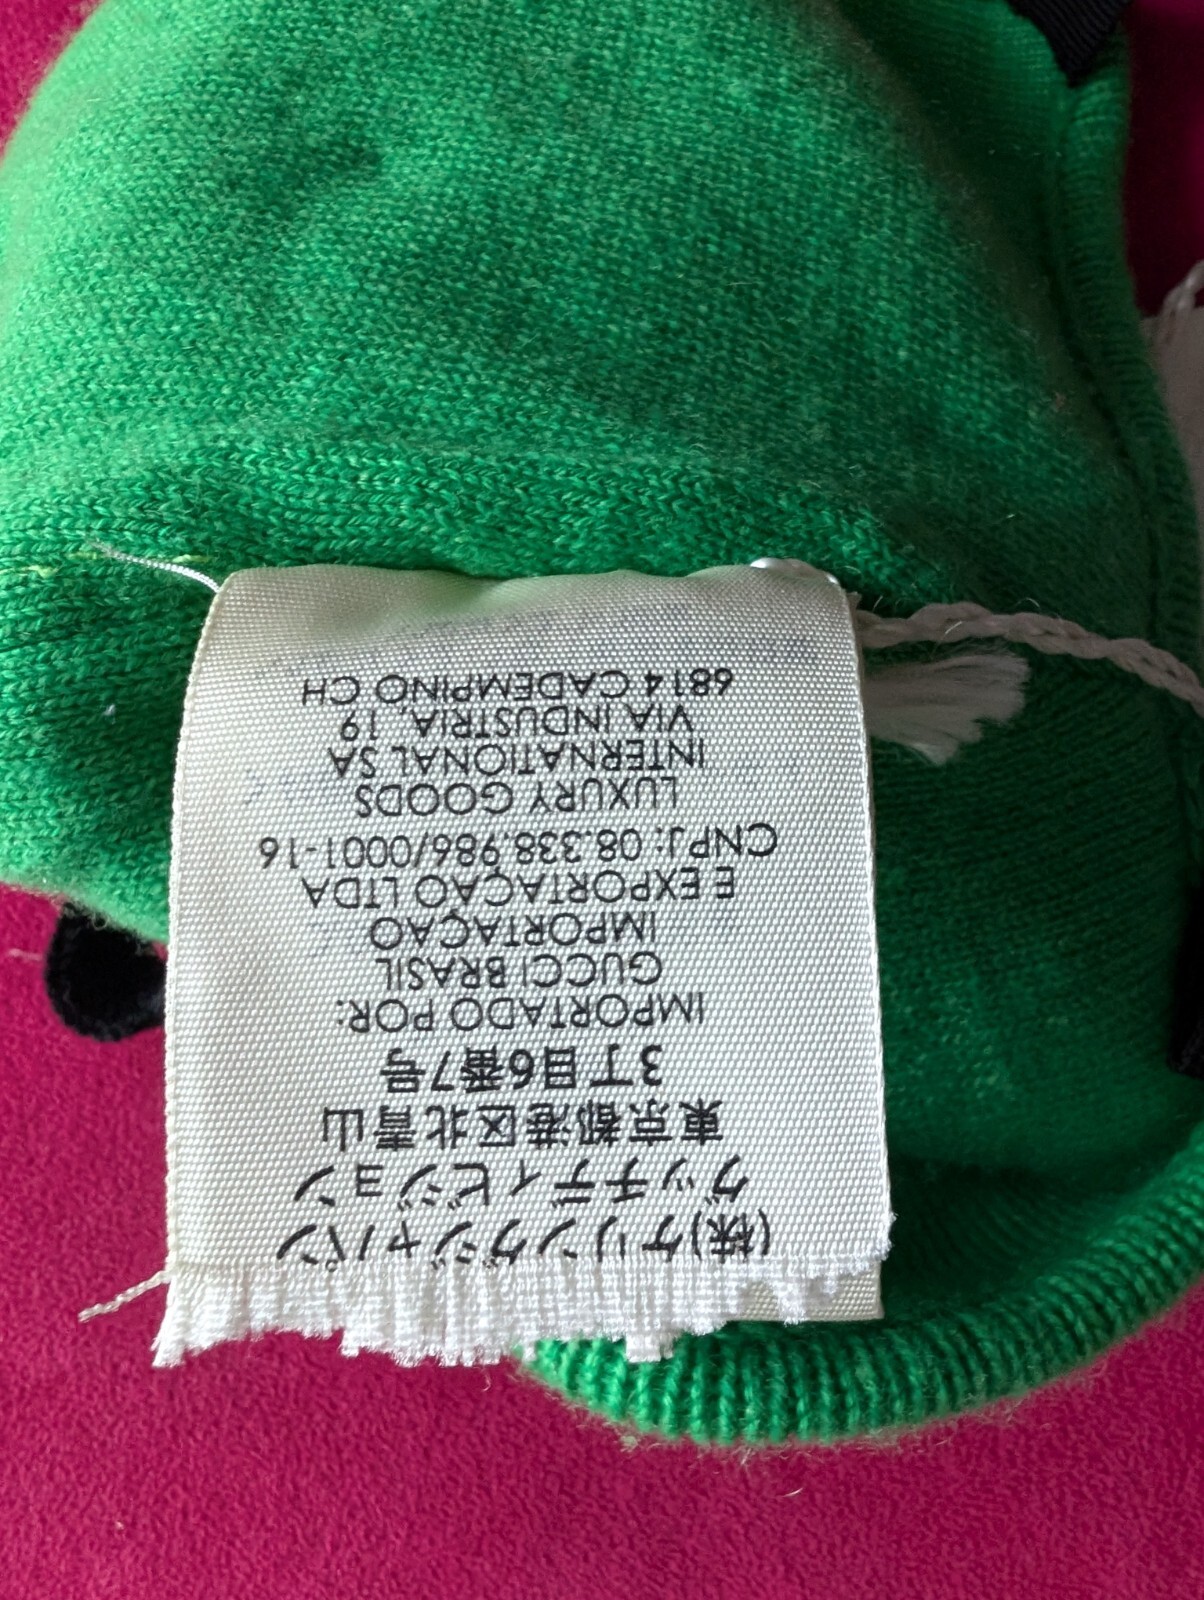 (株)ケリングジャパン
グッチディビジョン
東京都港区北青山
3丁目6番7号
IMPORTADO POR:
GUCCI BRASIL
IMPORTAÇAO
E EXPORTAÇAO LTDA
CNPJ: 08.338.986/0001-16
LUXURY GOODS
INTERNATIONAL SA
VIA INDUSTRIA, 19
6814 CADEMPINO CH